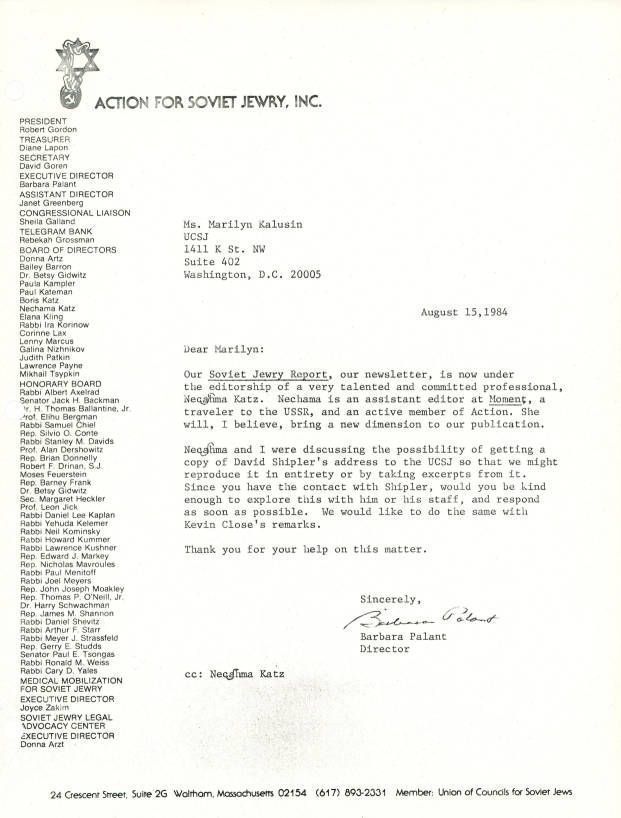 ACTION FOR SOVIET JEWRY, INC.
PRESIDENT
Robert Gordon
TREASURER
Diane Lapon
SECRETARY
David Goren
EXECUTIVE DIRECTOR
Barbara Palant
ASSISTANT DIRECTOR
Janet Greenberg
CONGRESSIONAL LIAISON
Sheila Galland
TELEGRAM BANK
Rebekah Grossman
BOARD OF DIRECTORS
Donna Artz
Bailey Barron
Dr. Betsy Gidwitz
Paula Kampler
Paul Kateman
Boris Katz
Nechama Katz
Elana Kling
Rabbi Ira Korinow
Corinne Lax
Lenny Marcus
Galina Nizhnikov
Judith Patkin
Lawrence Payne
Mikhail Tsypkin
HONORARY BOARD
Rabbi Albert Axelrad
Senator Jack H. Backman
H. Thomas Ballantine, Jr.
Prof. Elihu Bergman
Rabbi Samuel Chiel
Rep. Silvio O. Conte
Rabbi Stanley M. Davids
Prof. Alan Dershowitz
Rep. Brian Donnelly
Robert F. Drinan, S.J.
Moses Feuerstein
Rep. Barney Frank
Dr. Betsy Gidwitz
Sec. Margaret Heckler
Prof. Leon Jick
Rabbi Daniel Lee Kaplan
Rabbi Yehuda Kelemer
Rabbi Neil Kominsky
Rabbi Howard Kummer
Rabbi Lawrence Kushner
Rep. Edward J. Markey
Rep. Nicholas Mavroules
Rabbi Paul Menitoff
Rabbi Joel Meyers
Rep. John Joseph Moakley
Rep. Thomas P. O'Neill, Jr.
Dr. Harry Schwachman
Rep. James M. Shannon
Rabbi Daniel Shevitz
Rabbi Arthur F. Starr
Rabbi Meyer J. Strassfeld
Rep. Gerry E. Studds
Senator Paul E. Tsongas
Rabbi Ronald M. Weiss
Rabbi Cary D. Yales
MEDICAL MOBILIZATION
FOR SOVIET JEWRY
EXECUTIVE DIRECTOR
Joyce Zakim
SOVIET JEWRY LEGAL
ADVOCACY CENTER
EXECUTIVE DIRECTOR
Donna Arzt
Ms. Marilyn Kalusin
UCSJ
1411 K St. NW
Suite 402
Washington, D.C. 20005
August 15,1984
Dear Marilyn:
Our Soviet Jewry Report, our newsletter, is now under
the editorship of a very talented and committed professional,
Nechama Katz. Nechama is an assistant editor at Moment, a
traveler to the USSR, and an active member of Action. She
will, I believe, bring a new dimension to our publication.
Nechama and I were discussing the possibility of getting a
copy of David Shipler's address to the UCSJ so that we might
reproduce it in entirety or by taking excerpts from it.
Since you have the contact with Shipler, would you be kind
enough to explore this with him or his staff, and respond
as soon as possible. We would like to do the same with
Kevin Close's remarks.
Thank you for your help on this matter.
Sincerely,
Barbara Palant
Barbara Palant
Director
cc: Nechama Katz
24 Crescent Street, Suite 2G Waltham, Massachusetts 02154 (617) 893-2331 Member: Union of Councils for Soviet Jews